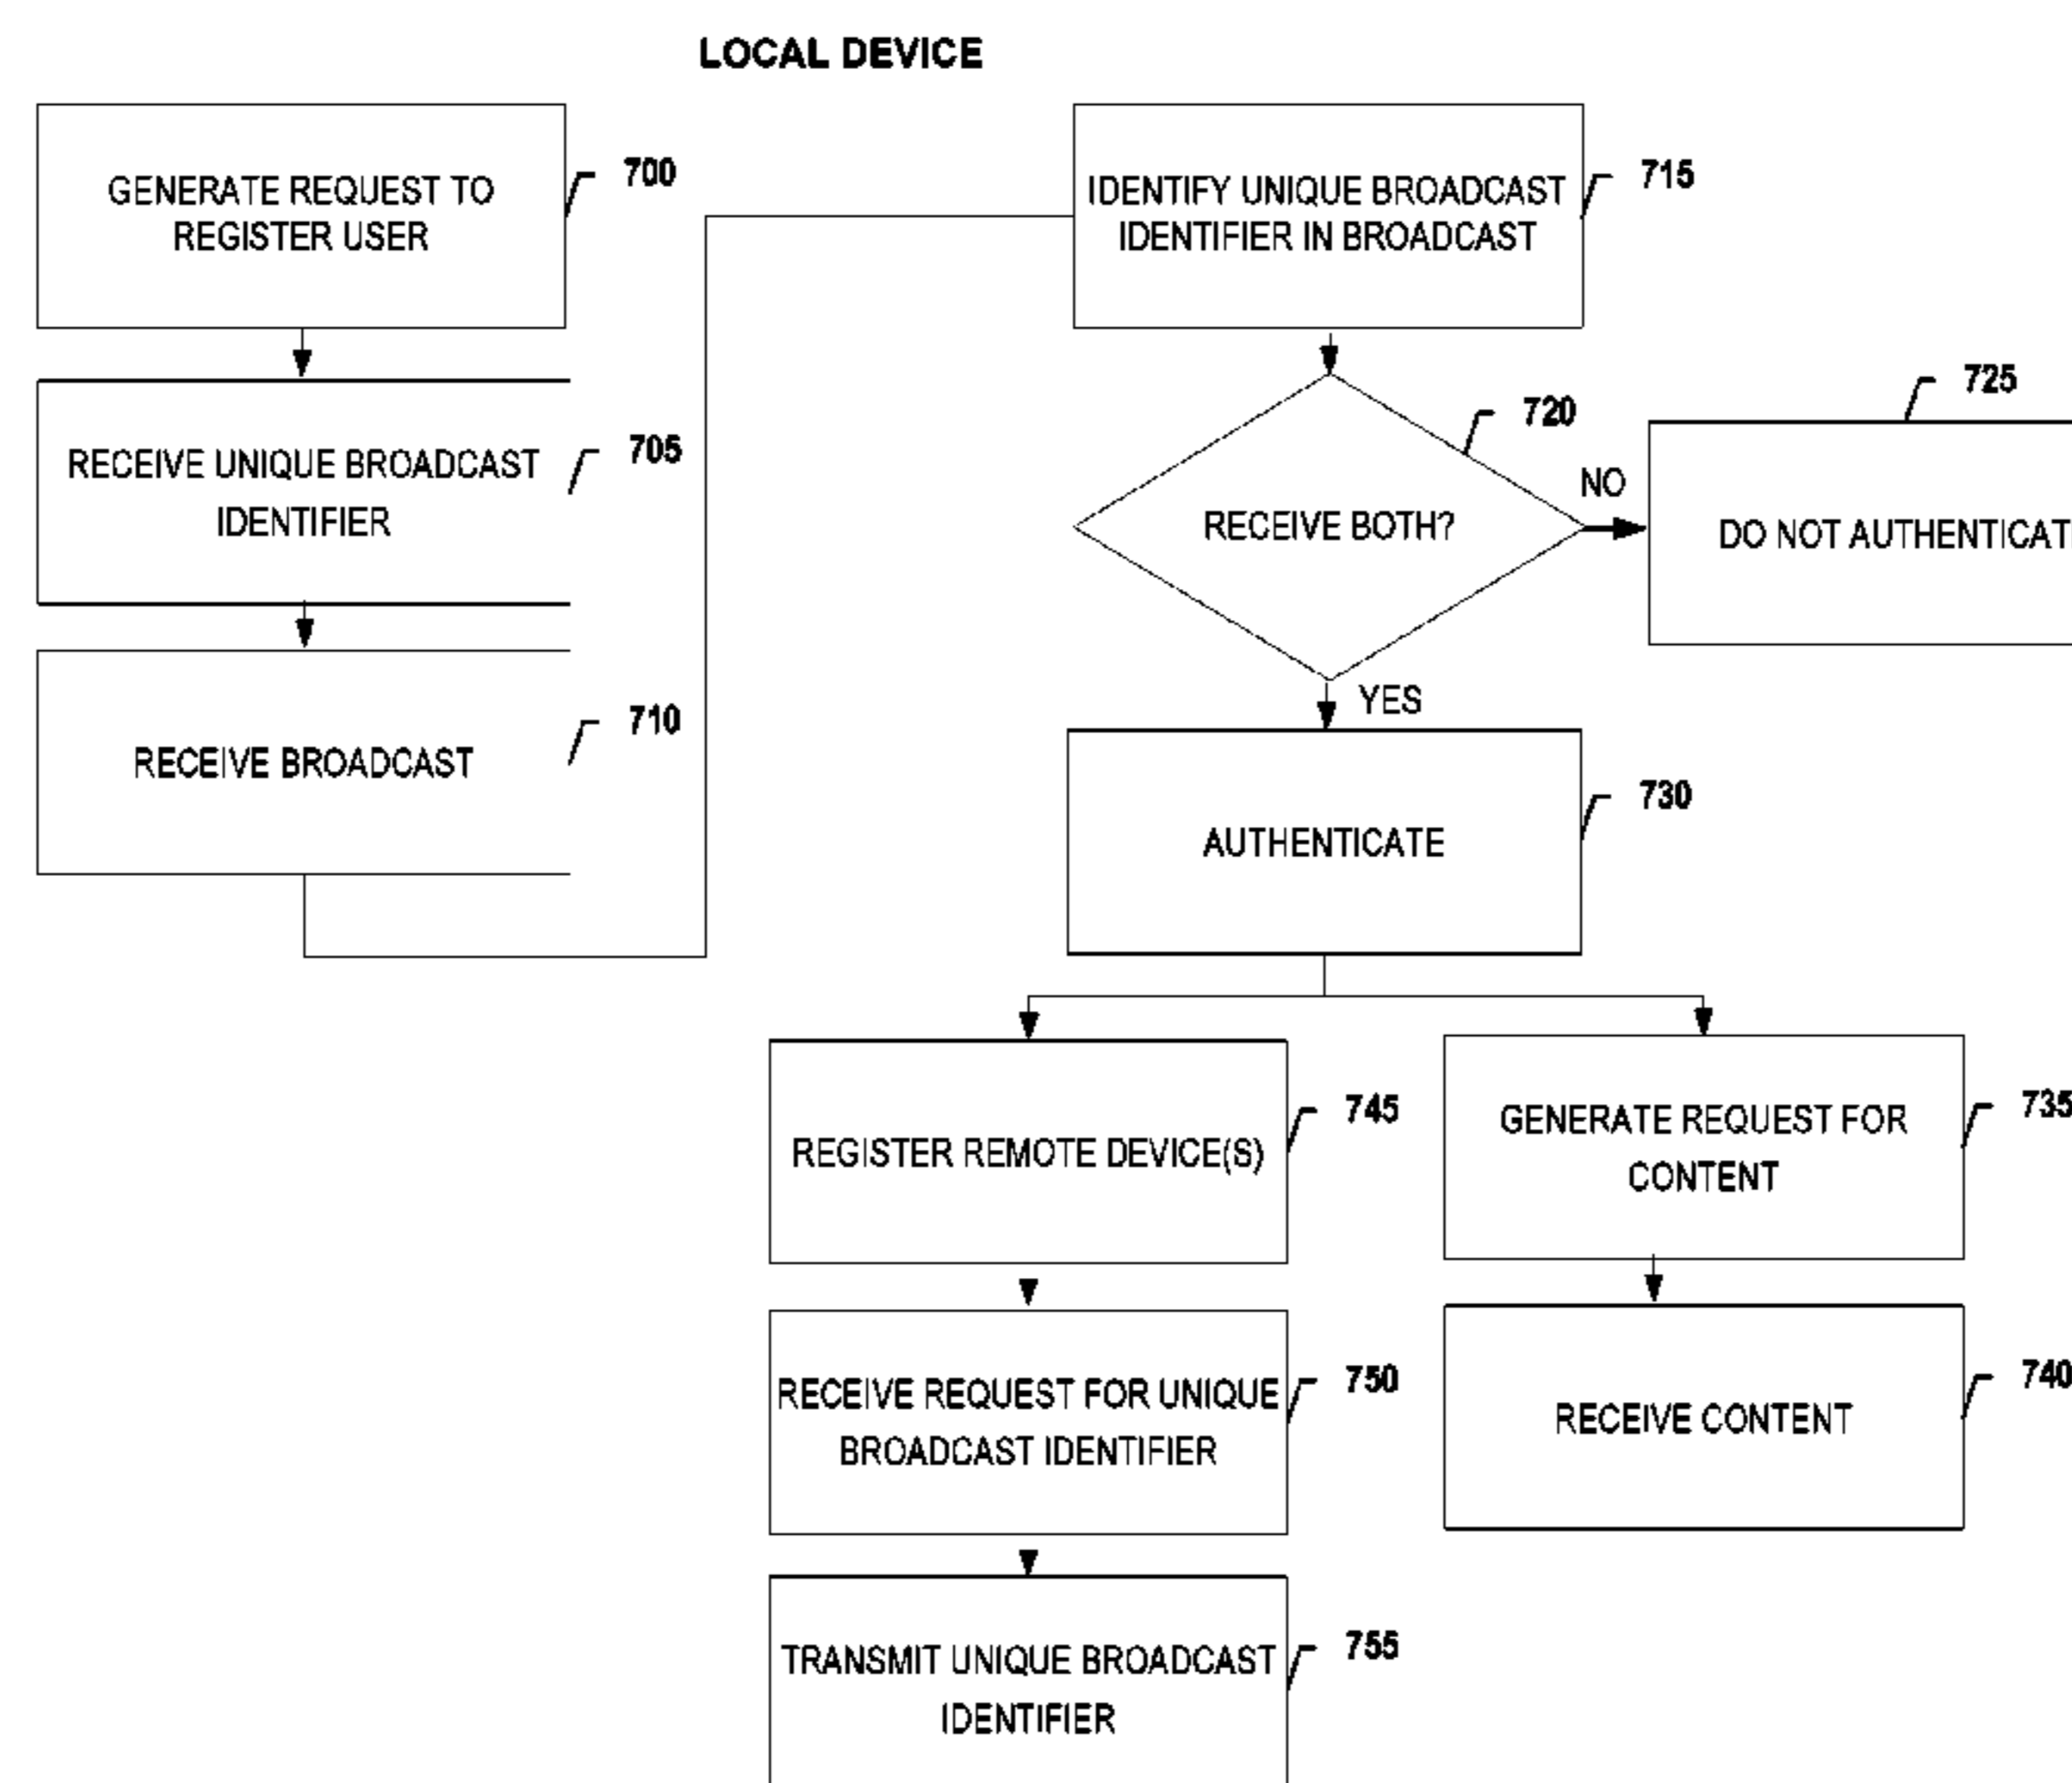 LOCAL DEVICE
GENERATE REQUEST TO
REGISTER USER
700
RECEIVE UNIQUE BROADCAST
IDENTIFIER
705
RECEIVE BROADCAST
710
IDENTIFY UNIQUE BROADCAST
IDENTIFIER IN BROADCAST
715
RECEIVE BOTH?
720
NO
DO NOT AUTHENTICAT
725
YES
AUTHENTICATE
730
REGISTER REMOTE DEVICE(S)
745
GENERATE REQUEST FOR
CONTENT
735
RECEIVE REQUEST FOR UNIQUE
BROADCAST IDENTIFIER
750
RECEIVE CONTENT
740
TRANSMIT UNIQUE BROADCAST
IDENTIFIER
755